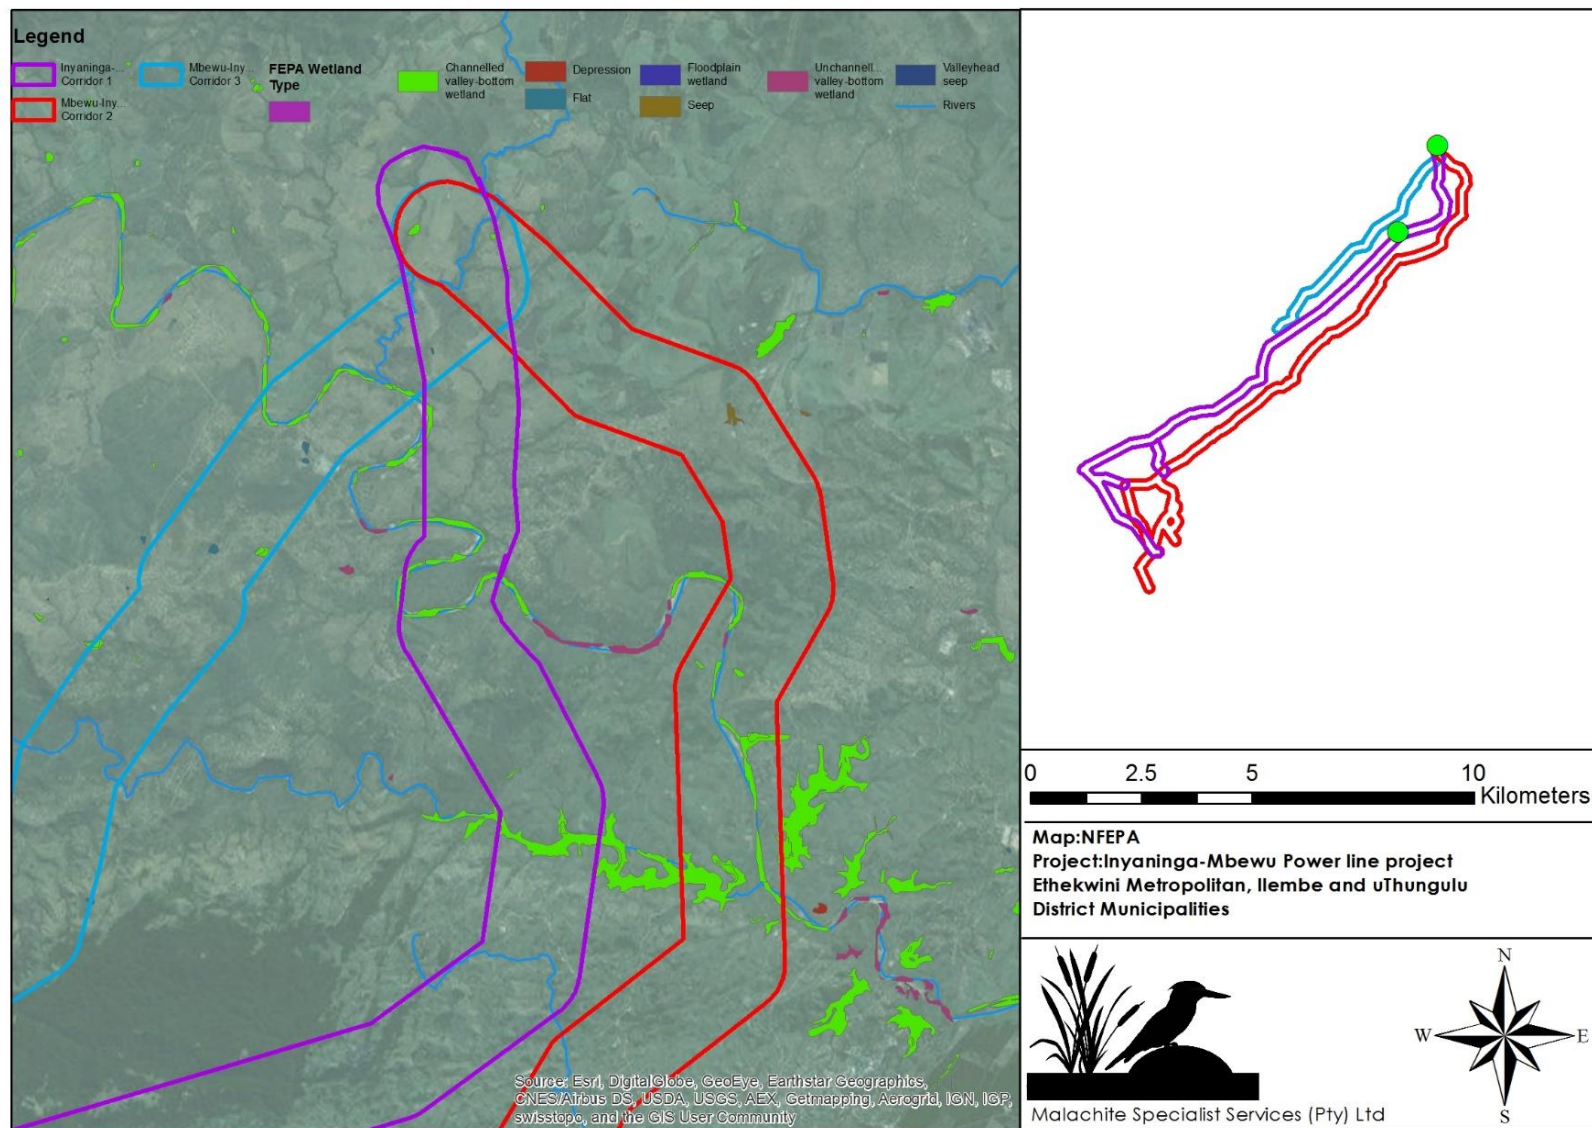 Legend
Inyaninga-...
Corridor 1
Mbewu-Iny...
Corridor 2
Mbewu-Iny...
Corridor 3
FEPA Wetland
Type
Channelled
valley-bottom
wetland
Depression
Flat
Floodplain
wetland
Seep
Unchannell...
valley-bottom
wetland
Valleyhead
seep
Rivers
Source: Esri, DigitalGlobe, GeoEye, Earthstar Geographics,
CNES/Airbus DS, USDA, USGS, AEX, Getmapping, Aerogrid, IGN, IGP,
swisstopo, and the GIS User Community
0 2.5 5 10
Kilometers
Map:NFEPA
Project:Inyaninga-Mbewu Power line project
Ethekwini Metropolitan, Ilembe and uThungulu
District Municipalities
Malachite Specialist Services (Pty) Ltd
N
W E
S